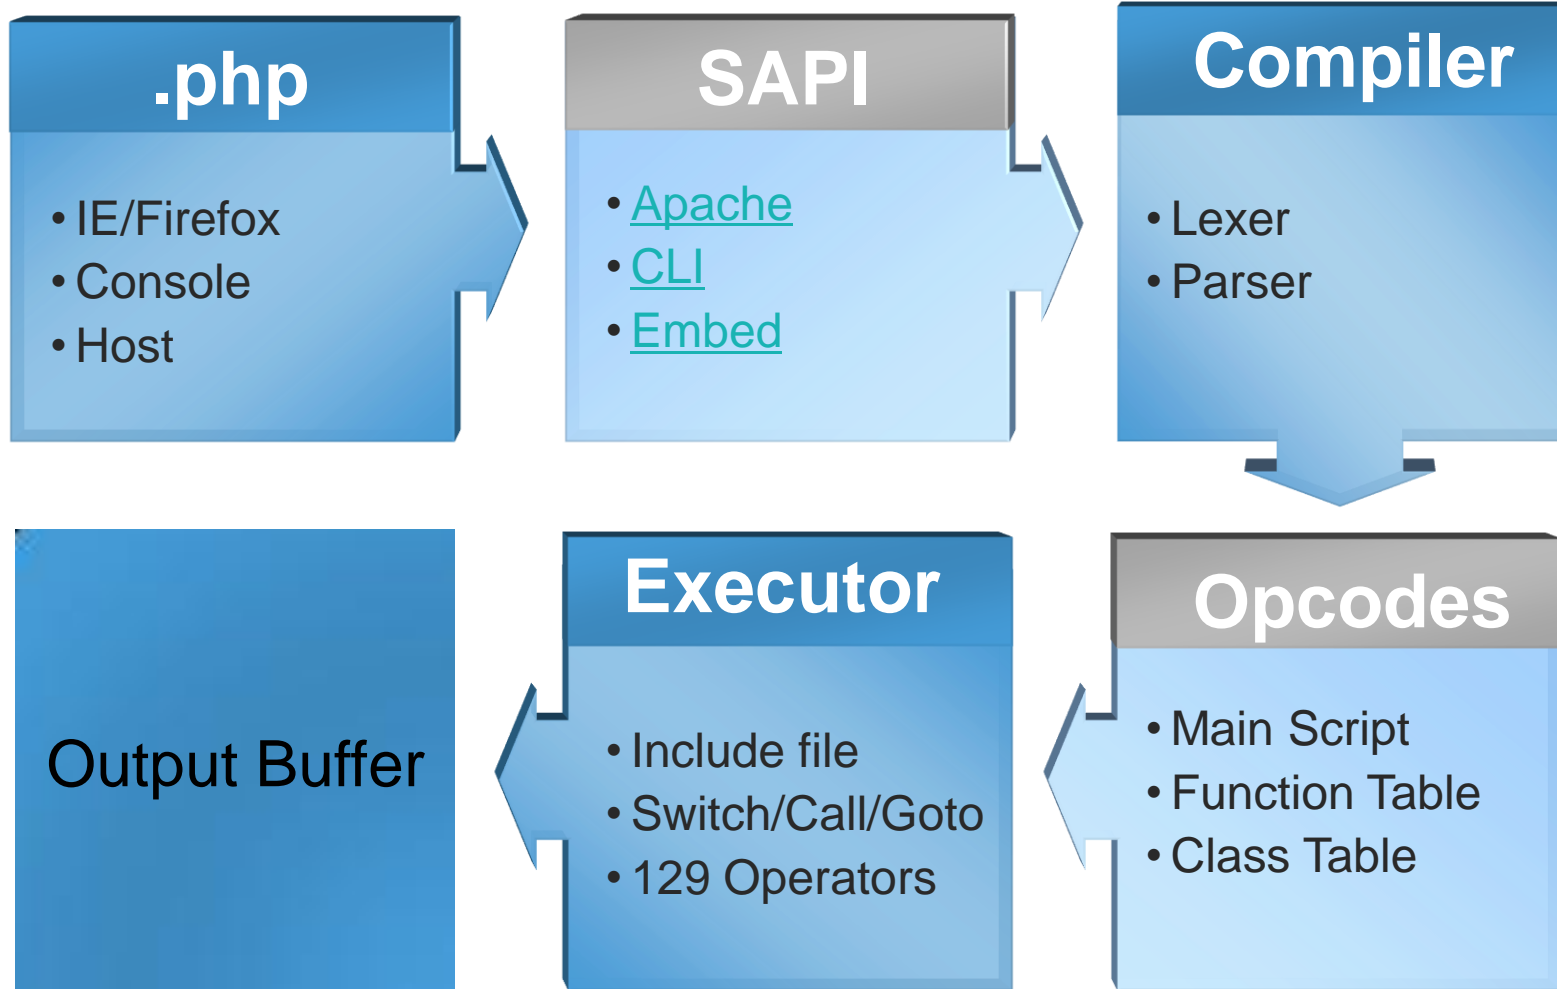 .php
• IE/Firefox
• Console
• Host
SAPI
• Apache
• CLI
• Embed
Compiler
• Lexer
• Parser
Opcodes
• Main Script
• Function Table
• Class Table
Executor
• Include file
• Switch/Call/Goto
• 129 Operators
Output Buffer